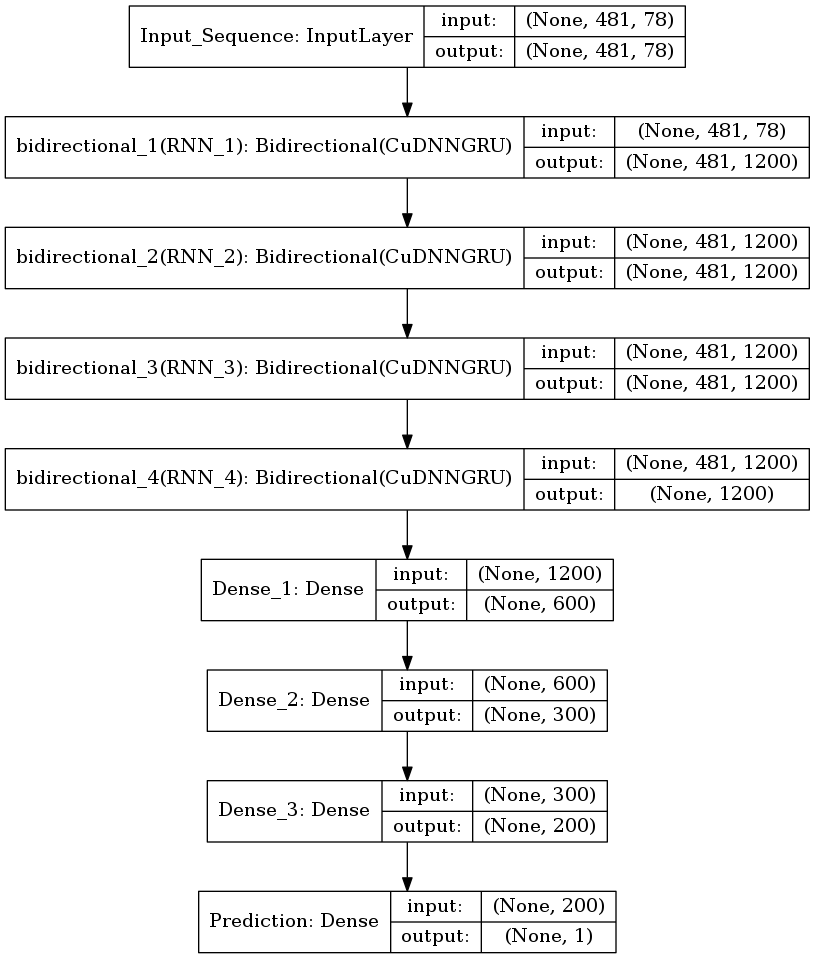 Input_Sequence: InputLayer
input: (None, 481, 78)
output: (None, 481, 78)
bidirectional_1(RNN_1): Bidirectional(CuDNNGRU)
input: (None, 481, 78)
output: (None, 481, 1200)
bidirectional_2(RNN_2): Bidirectional(CuDNNGRU)
input: (None, 481, 1200)
output: (None, 481, 1200)
bidirectional_3(RNN_3): Bidirectional(CuDNNGRU)
input: (None, 481, 1200)
output: (None, 481, 1200)
bidirectional_4(RNN_4): Bidirectional(CuDNNGRU)
input: (None, 481, 1200)
output: (None, 1200)
Dense_1: Dense
input: (None, 1200)
output: (None, 600)
Dense_2: Dense
input: (None, 600)
output: (None, 300)
Dense_3: Dense
input: (None, 300)
output: (None, 200)
Prediction: Dense
input: (None, 200)
output: (None, 1)